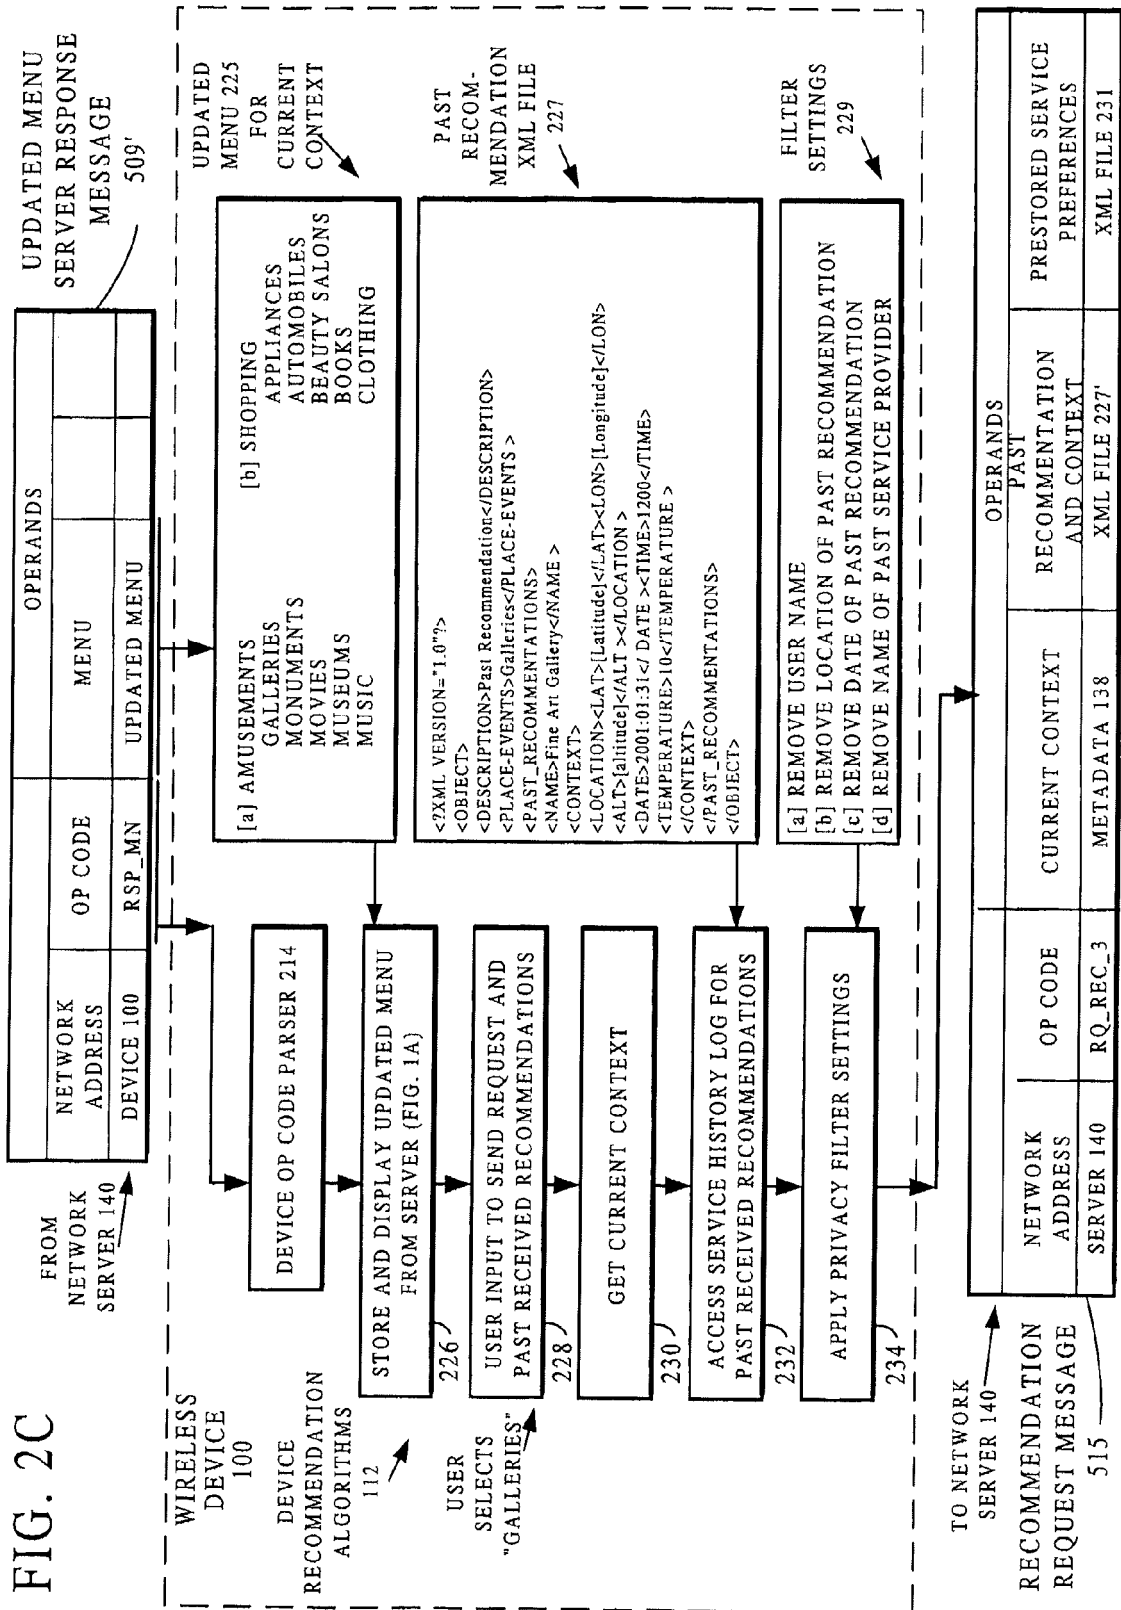 FIG. 2C
FROM
NETWORK
SERVER 140
OPERANDS
NETWORK
ADDRESS
OP CODE
MENU
DEVICE 100
RSP_MN
UPDATED MENU
UPDATED MENU
SERVER RESPONSE
MESSAGE
509'
WIRELESS
DEVICE
100
DEVICE
RECOMMENDATION
ALGORITHMS
112
USER
SELECTS
"GALLERIES"
DEVICE OP CODE PARSER 214
STORE AND DISPLAY UPDATED MENU
FROM SERVER (FIG. 1A)
226
USER INPUT TO SEND REQUEST AND
PAST RECEIVED RECOMMENDATIONS
228
GET CURRENT CONTEXT
230
ACCESS SERVICE HISTORY LOG FOR
PAST RECEIVED RECOMMENDATIONS
232
APPLY PRIVACY FILTER SETTINGS
234
[a] AMUSEMENTS
GALLERIES
MONUMENTS
MOVIES
MUSEUMS
MUSIC
[b] SHOPPING
APPLIANCES
AUTOMOBILES
BEAUTY SALONS
BOOKS
CLOTHING
UPDATED
MENU 225
FOR
CURRENT
CONTEXT
<?XML VERSION="1.0"?>
<OBJECT>
<DESCRIPTION>Past Recommendation</DESCRIPTION>
<PLACE-EVENTS>Galleries</PLACE-EVENTS >
<PAST_RECOMMENTATIONS>
<NAME>Fine Art Gallery</NAME >
<CONTEXT>
<LOCATION><LAT>[Latitude]</LAT><LON>[Longitude]</LON>
<ALT>[altitude]</ALT ></LOCATION >
<DATE>2001:01:31</ DATE ><TIME>1200</TIME>
<TEMPERATURE>10</TEMPERATURE >
</CONTEXT>
</PAST_RECOMMENTATIONS>
</OBJECT>
PAST
RECOM-
MENDATION
XML FILE
227
[a] REMOVE USER NAME
[b] REMOVE LOCATION OF PAST RECOMMENDATION
[c] REMOVE DATE OF PAST RECOMMENDATION
[d] REMOVE NAME OF PAST SERVICE PROVIDER
FILTER
SETTINGS
229
TO NETWORK
SERVER 140
RECOMMENDATION
REQUEST MESSAGE
515
OPERANDS
NETWORK
ADDRESS
OP CODE
CURRENT CONTEXT
PAST
RECOMMENTATION
AND CONTEXT
PRESTORED SERVICE
PREFERENCES
SERVER 140
RQ_REC_3
METADATA 138
XML FILE 227'
XML FILE 231